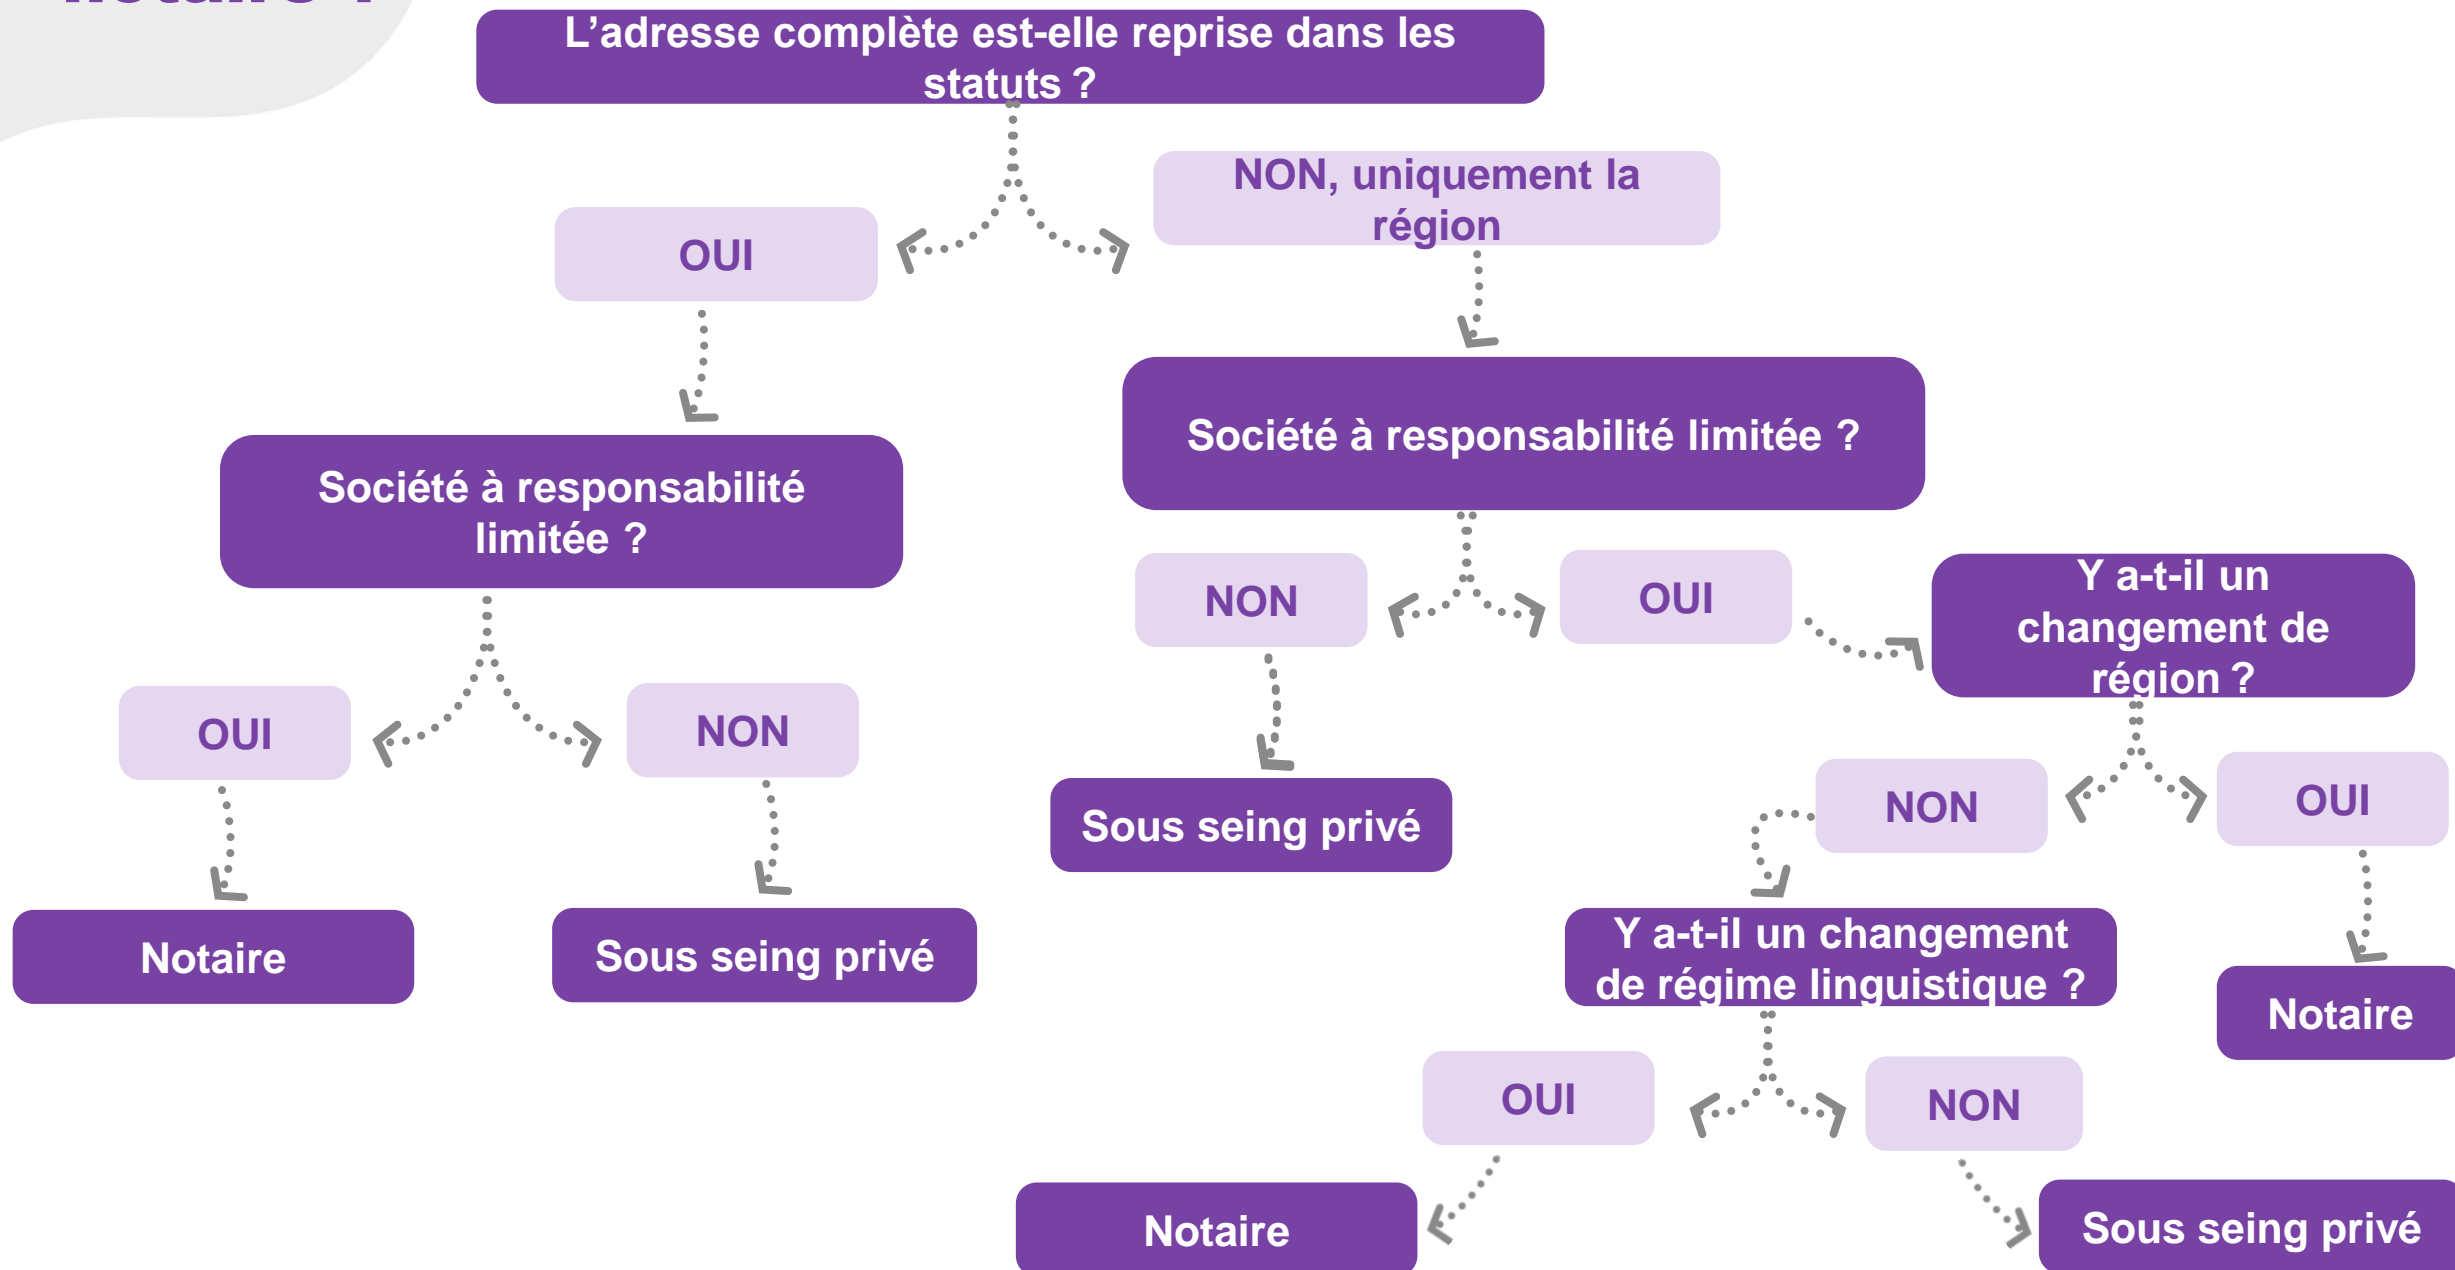 L’adresse complète est-elle reprise dans les
statuts ?
NON, uniquement la
région
OUI
Société à responsabilité limitée ?
Société à responsabilité
limitée ?
NON
OUI
Y a-t-il un
changement de
région ?
OUI
NON
NON
OUI
Sous seing privé
Notaire
Sous seing privé
Y a-t-il un changement
de régime linguistique ?
Notaire
OUI
NON
Notaire
Sous seing privé